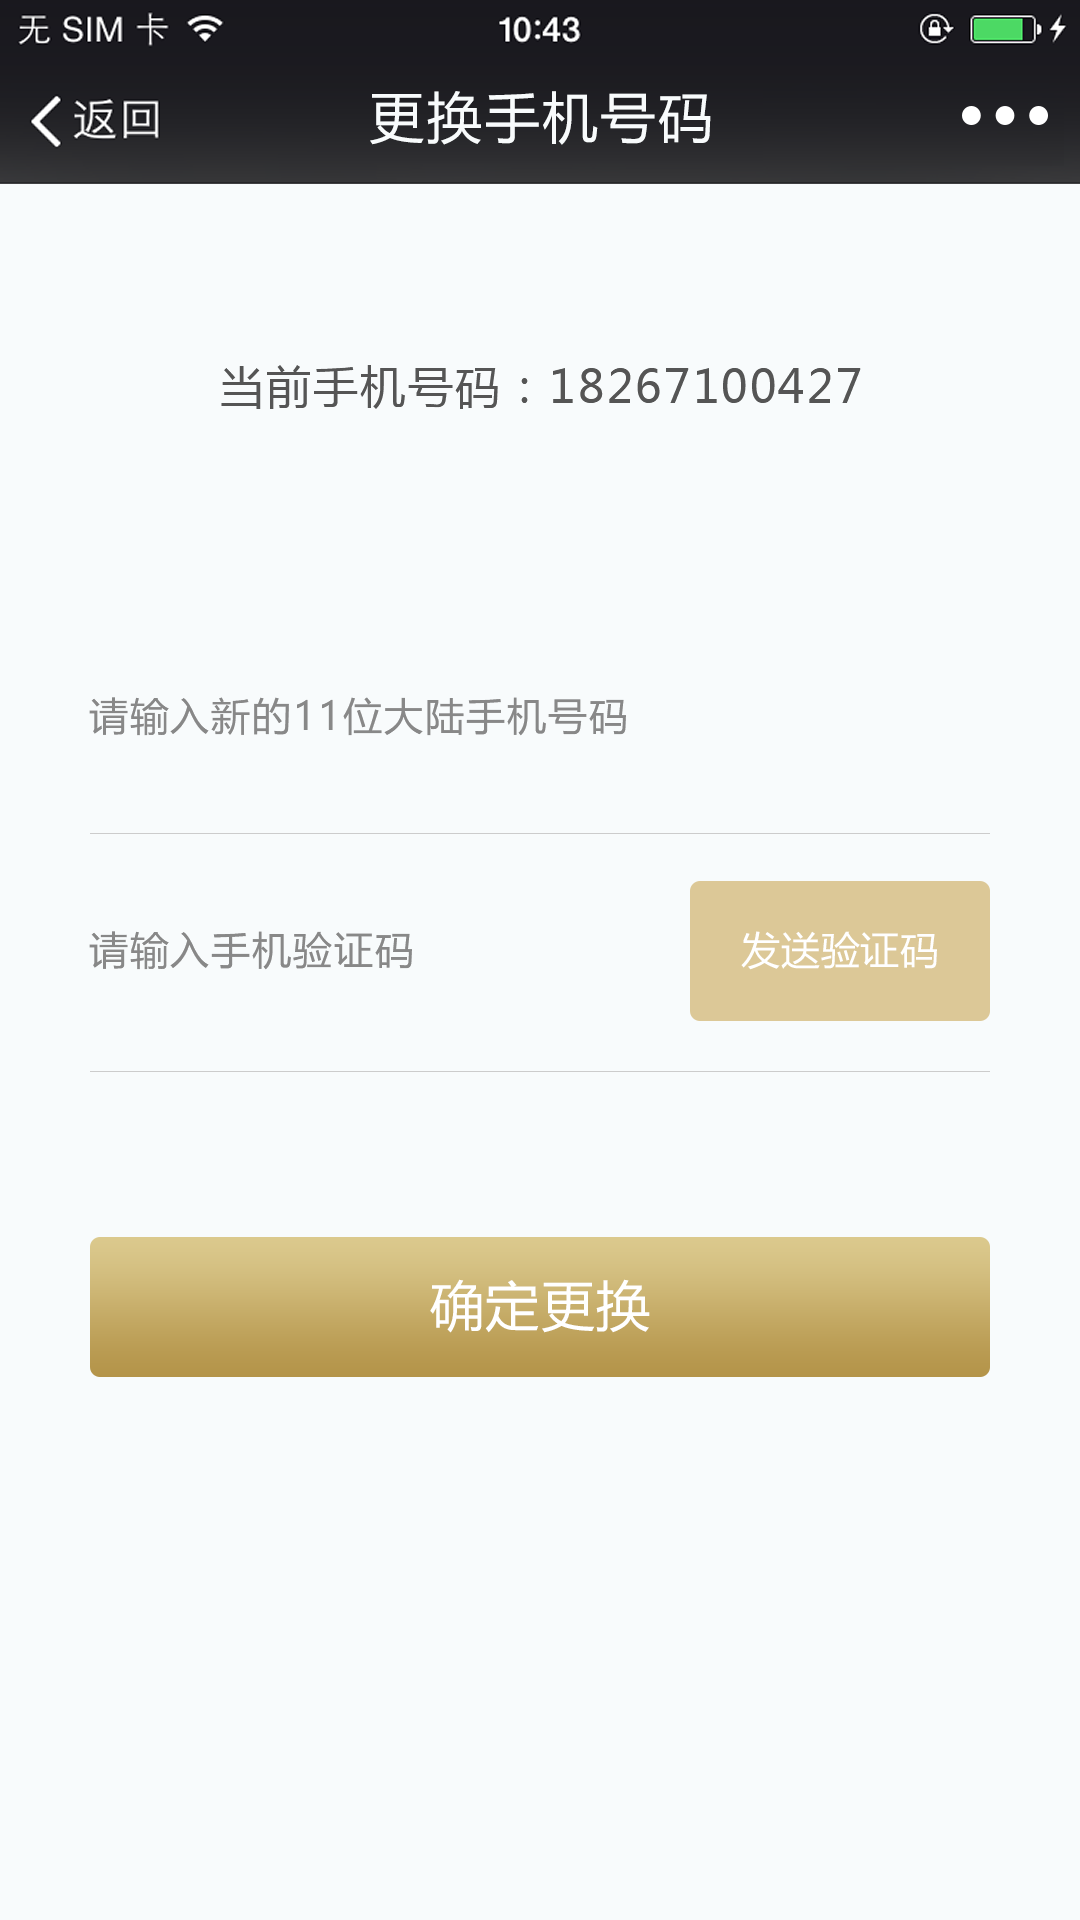 无 SIM 卡 10:43
返回 更换手机号码
当前手机号码：18267100427
请输入新的11位大陆手机号码
请输入手机验证码 发送验证码
确定更换